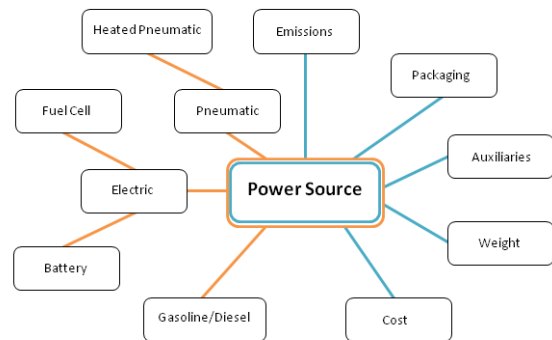 Heated Pneumatic
Emissions
Packaging
Fuel Cell
Pneumatic
Auxiliaries
Electric
Power Source
Weight
Battery
Gasoline/Diesel
Cost